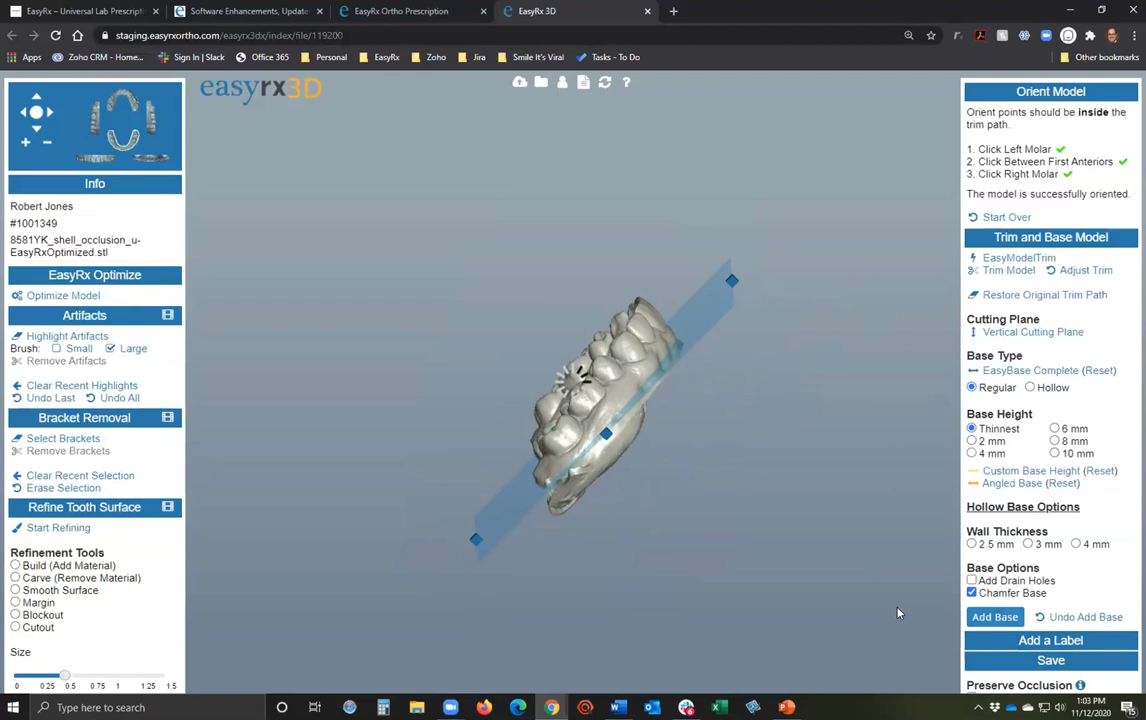 EasyRx – Universal Lab Prescript
Software Enhancements, Update
EasyRx Ortho Prescription
EasyRx 3D
staging.easyrxortho.com/easyrx3dx/index/file/119200
Apps
Zoho CRM - Home...
Sign In | Slack
Office 365
Personal
EasyRx
Zoho
Jira
Smile It's Viral
Tasks - To Do
Other bookmarks
easyrx3D
Info
Robert Jones
#1001349
8581YK_shell_occlusion_u-
EasyRxOptimized.stl
EasyRx Optimize
Optimize Model
Artifacts
Highlight Artifacts
Brush: Small Large
Remove Artifacts
Clear Recent Highlights
Undo Last Undo All
Bracket Removal
Select Brackets
Remove Brackets
Clear Recent Selection
Erase Selection
Refine Tooth Surface
Start Refining
Refinement Tools
Build (Add Material)
Carve (Remove Material)
Smooth Surface
Margin
Blockout
Cutout
Size
0 0.25 0.5 0.75 1 1.25 1.5
Orient Model
Orient points should be inside the
trim path.
1. Click Left Molar
2. Click Between First Anteriors
3. Click Right Molar
The model is successfully oriented.
Start Over
Trim and Base Model
EasyModelTrim
Trim Model Adjust Trim
Restore Original Trim Path
Cutting Plane
Vertical Cutting Plane
Base Type
EasyBase Complete (Reset)
Regular Hollow
Base Height
Thinnest 6 mm
2 mm 8 mm
4 mm 10 mm
Custom Base Height (Reset)
Angled Base (Reset)
Hollow Base Options
Wall Thickness
2.5 mm 3 mm 4 mm
Base Options
Add Drain Holes
Chamfer Base
Add Base Undo Add Base
Add a Label
Save
Preserve Occlusion
Type here to search
1:03 PM
11/12/2020